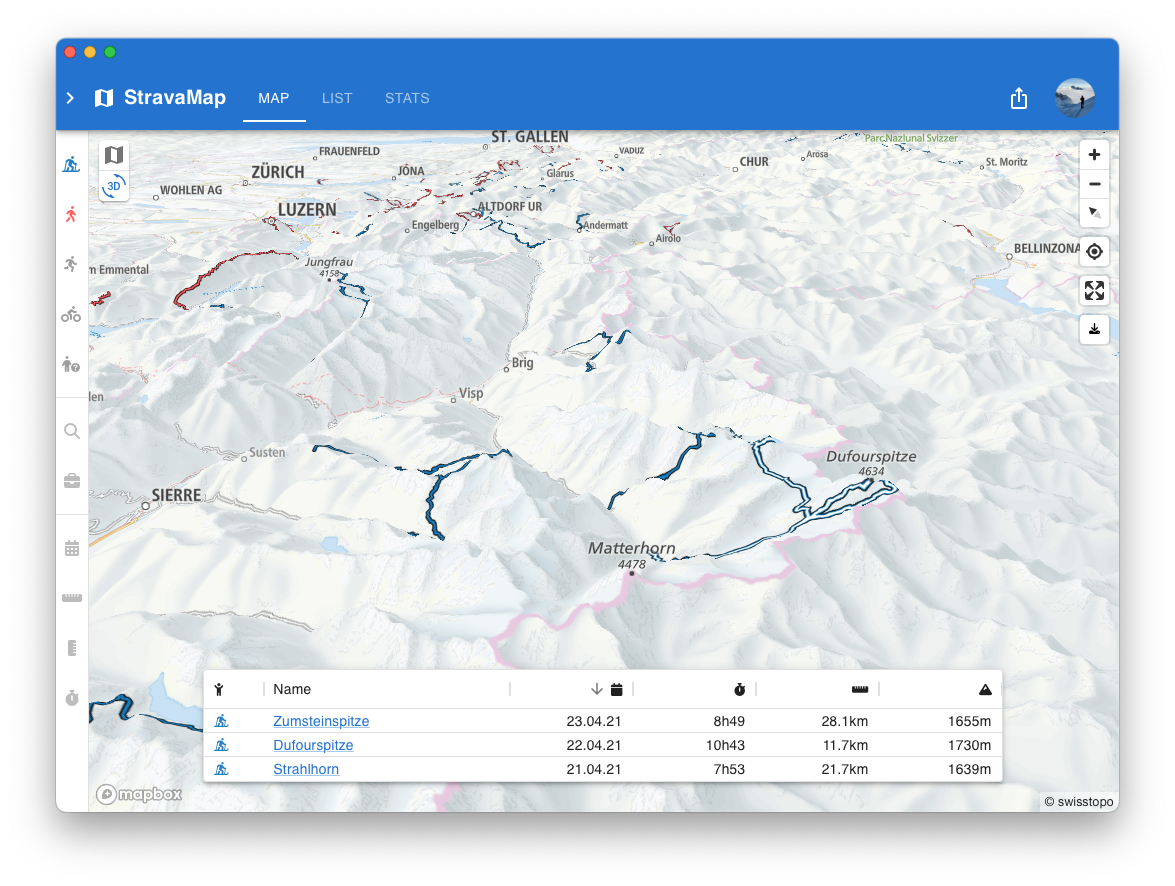 StravaMap
MAP
LIST
STATS
3D
ST. GALLEN
Parc Naziunal Svizzer
FRAUENFELD
VADUZ
ZÜRICH
JONA
Glarus
CHUR
Arosa
St. Moritz
WOHLEN AG
LUZERN
ALTDORF UR
Engelberg
Andermatt
Airolo
BELLINZONA
m Emmental
Jungfrau
4158
Brig
Visp
len
Susten
SIERRE
Dufourspitze
4634
Matterhorn
4478
Name
Zumsteinspitze 23.04.21 8h49 28.1km 1655m
Dufourspitze 22.04.21 10h43 11.7km 1730m
Strahlhorn 21.04.21 7h53 21.7km 1639m
mapbox
© swisstopo